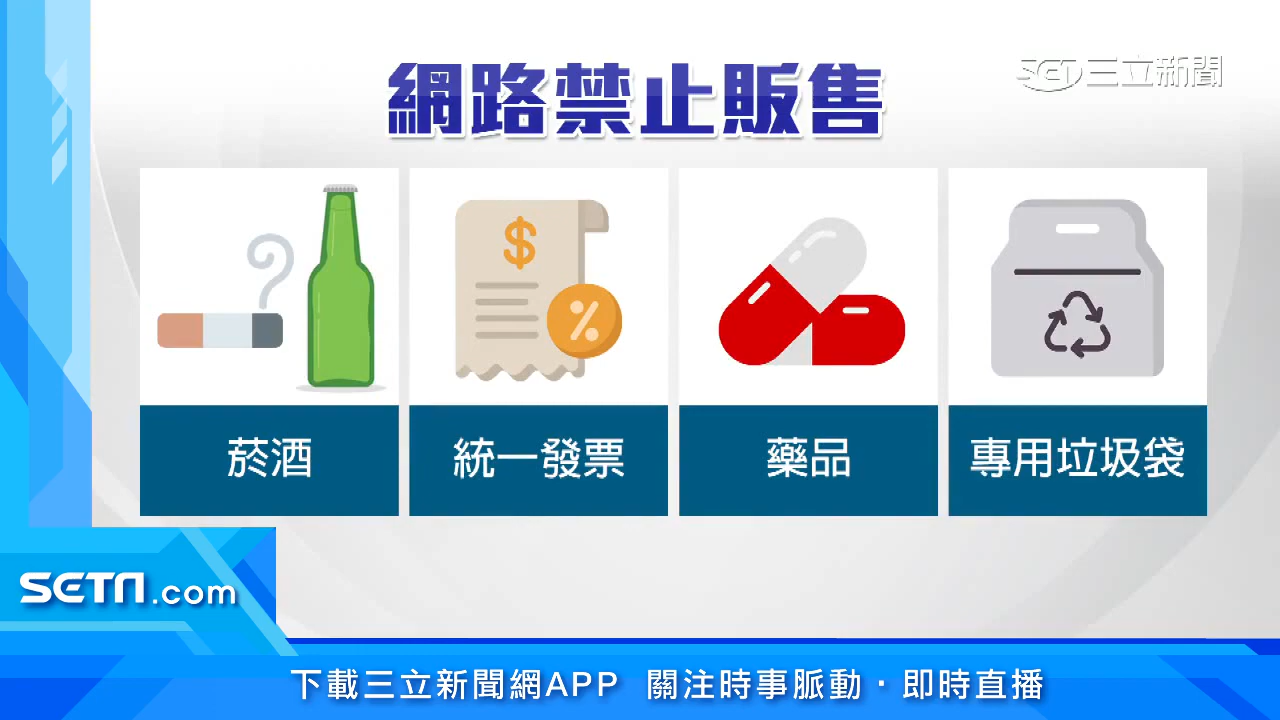 網路禁止販售
SET三立新聞
菸酒
統一發票
藥品
專用垃圾袋
$
%
SETN.com
下載三立新聞網APP 關注時事脈動・即時直播